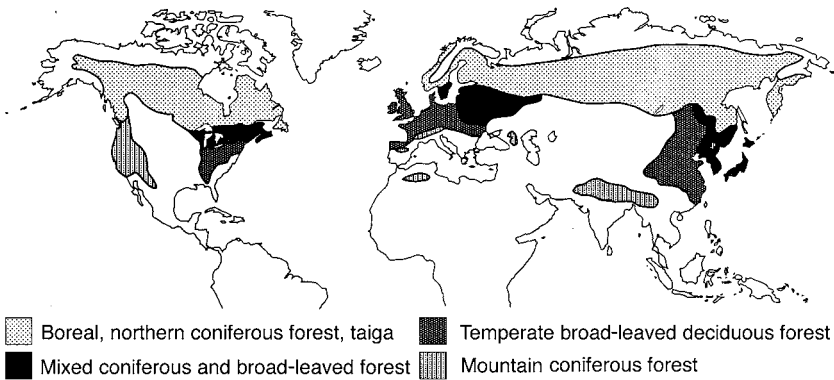 Boreal, northern coniferous forest, taiga
Temperate broad-leaved deciduous forest
Mixed coniferous and broad-leaved forest
Mountain coniferous forest